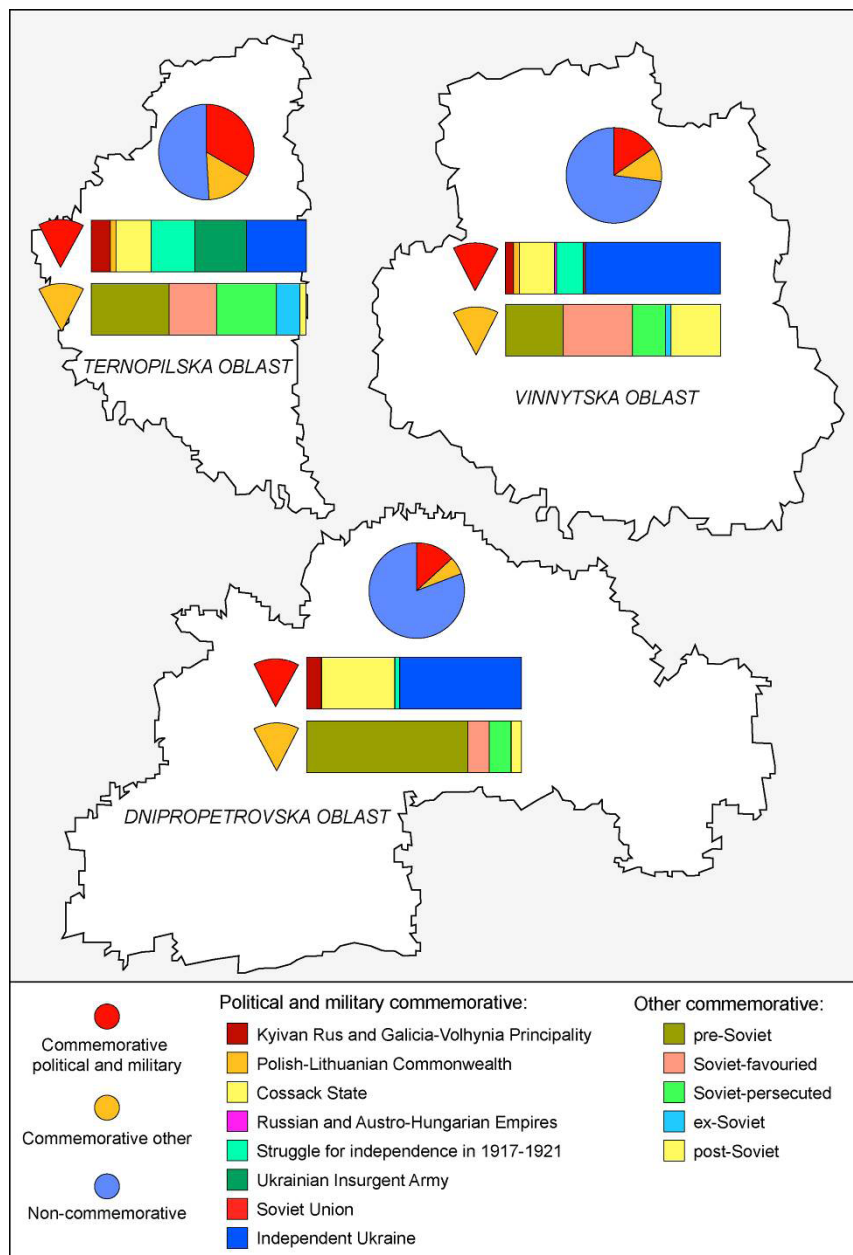 TERNOPILSKA OBLAST
VINNYTSKA OBLAST
DNIPROPETROVSKA OBLAST
Commemorative
political and military
Commemorative other
Non-commemorative
Political and military commemorative:
Kyivan Rus and Galicia-Volhynia Principality
Polish-Lithuanian Commonwealth
Cossack State
Russian and Austro-Hungarian Empires
Struggle for independence in 1917-1921
Ukrainian Insurgent Army
Soviet Union
Independent Ukraine
Other commemorative:
pre-Soviet
Soviet-favouried
Soviet-persecuted
ex-Soviet
post-Soviet